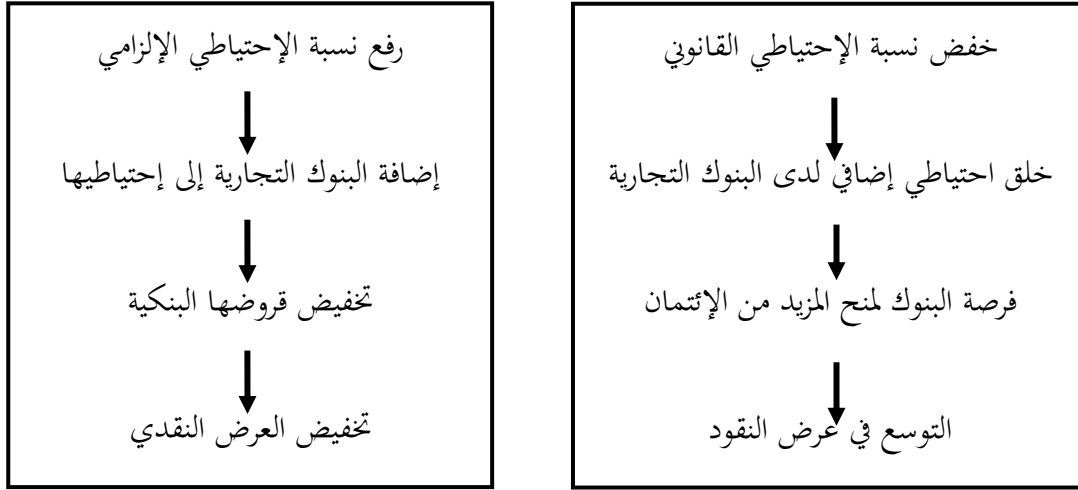 خفض نسبة الإحتياطي القانوني
خلق احتياطي إضافي لدى البنوك التجارية
فرصة البنوك لمنح المزيد من الإئتمان
التوسع في عرض النقود
رفع نسبة الإحتياطي الإلزامي
إضافة البنوك التجارية إلى إحتياطيها
تخفيض قروضها البنكية
تخفيض العرض النقدي